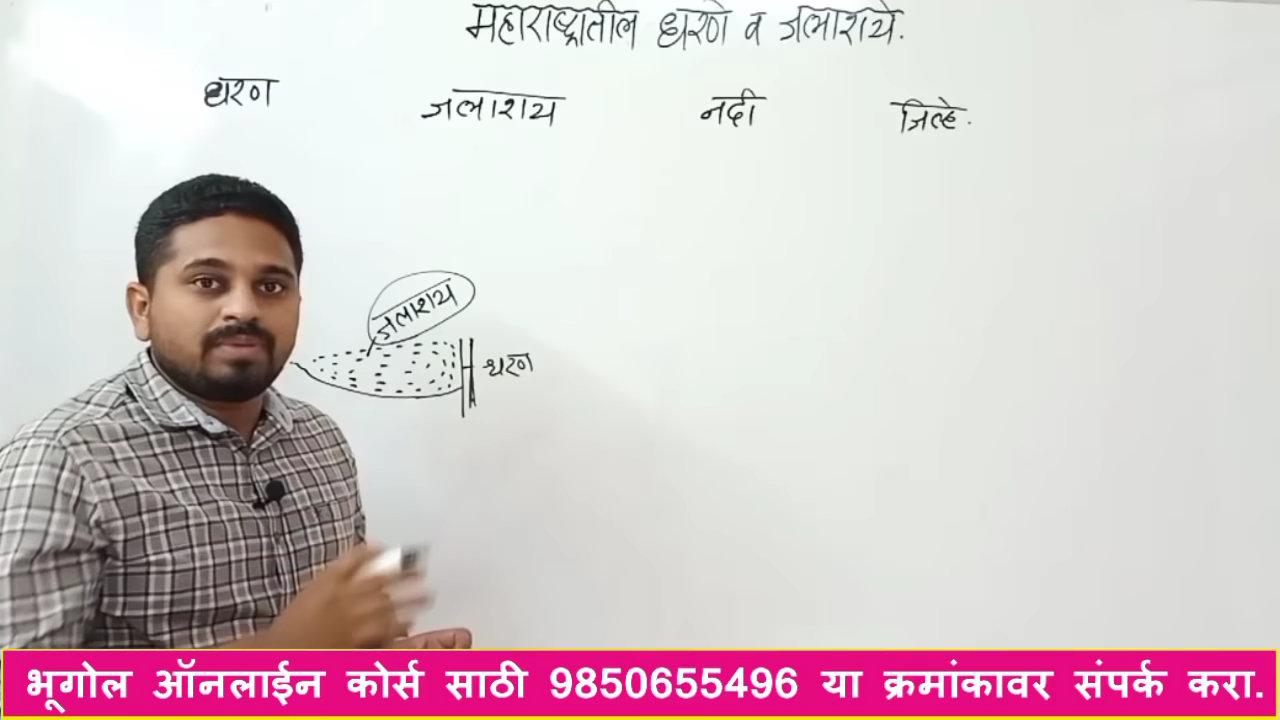 महाराष्ट्रातील धरणे व जलाशये.
धरण जलाशय नदी जिल्हे.
जलाशय
धरण
भूगोल ऑनलाईन कोर्स साठी 9850655496 या क्रमांकावर संपर्क करा.